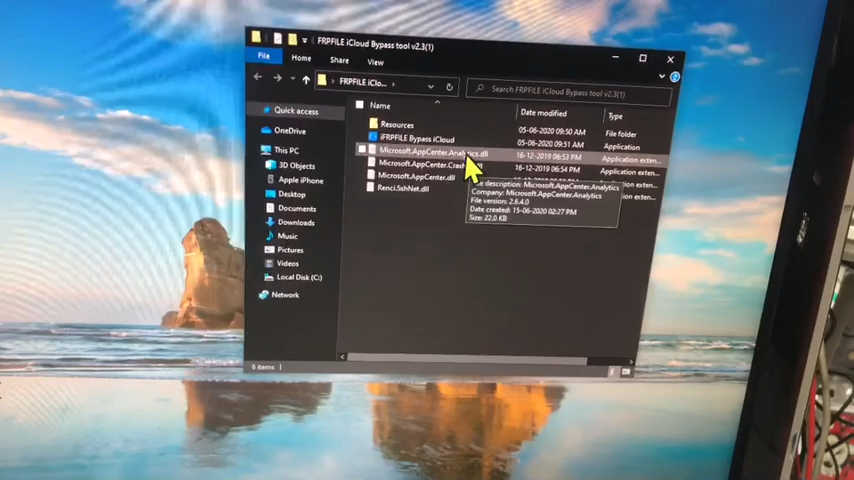 FRPFILE iCloud Bypass tool v2.3(1)
File Home Share View
FRPFILE iClo... Search FRPFILE iCloud Bypass tool v2.3(1)
Quick access
OneDrive
This PC
3D Objects
Apple iPhone
Desktop
Documents
Downloads
Music
Pictures
Videos
Local Disk (C:)
Network
Name Date modified Type
Resources 05-06-2020 09:50 AM File folder
iFRPFILE Bypass iCloud 05-06-2020 09:51 AM Application
Microsoft.AppCenter.Analytics.dll 16-12-2019 06:53 PM Application exten...
Microsoft.AppCenter.Crash 16-12-2019 06:54 PM Application exten...
Microsoft.AppCenter.dll Application exten...
Renci.SshNet.dll Application exten...
File description: Microsoft.AppCenter.Analytics
Company: Microsoft.AppCenter.Analytics
File version: 2.6.4.0
Date created: 15-06-2020 02:27 PM
Size: 22.0 KB
6 items